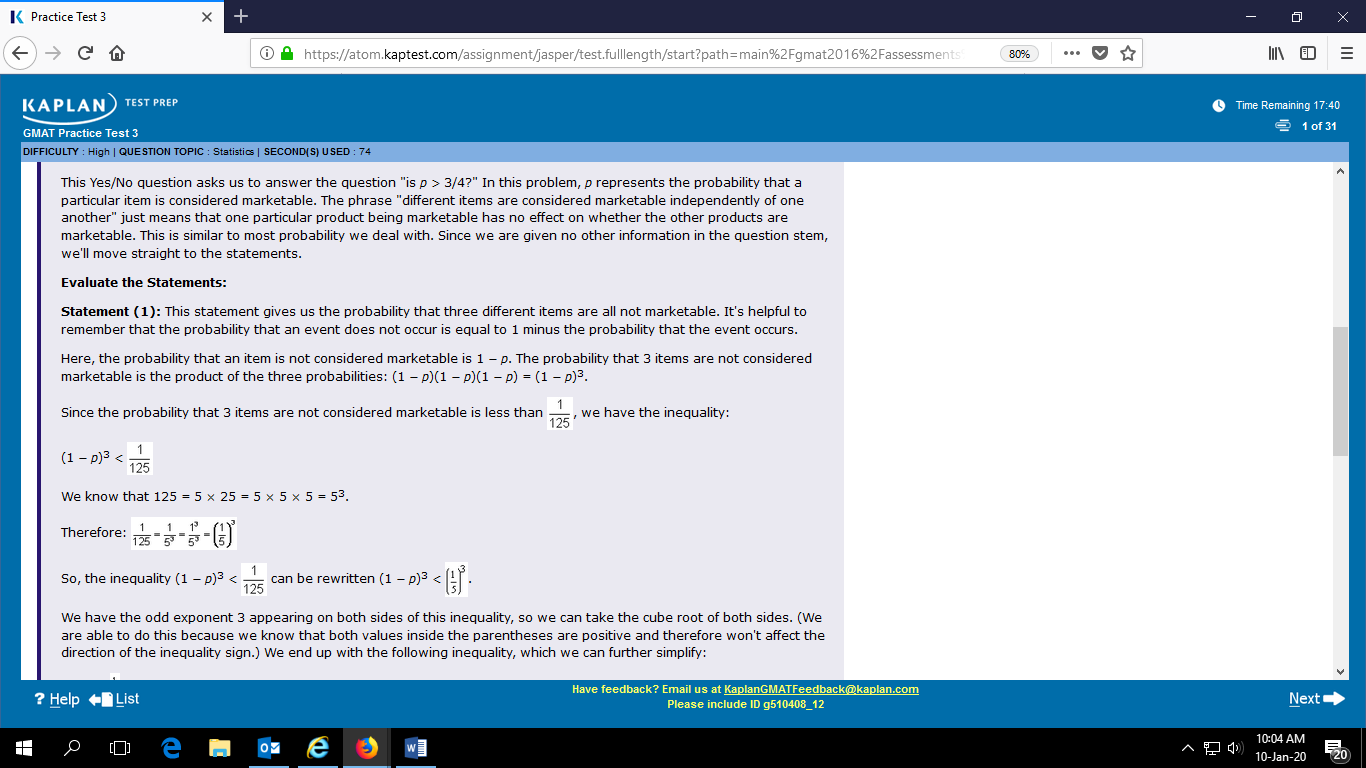 Practice Test 3
https://atom.kaptest.com/assignment/jasper/test.fulllength/start?path=main%2Fgmat2016%2Fassessments
80%
KAPLAN TEST PREP
Time Remaining 17:40
GMAT Practice Test 3
1 of 31
DIFFICULTY : High | QUESTION TOPIC : Statistics | SECOND(S) USED : 74
This Yes/No question asks us to answer the question "is p > 3/4?" In this problem, p represents the probability that a
particular item is considered marketable. The phrase "different items are considered marketable independently of one
another" just means that one particular product being marketable has no effect on whether the other products are
marketable. This is similar to most probability we deal with. Since we are given no other information in the question stem,
we'll move straight to the statements.
Evaluate the Statements:
Statement (1): This statement gives us the probability that three different items are all not marketable. It's helpful to
remember that the probability that an event does not occur is equal to 1 minus the probability that the event occurs.
Here, the probability that an item is not considered marketable is 1 – p. The probability that 3 items are not considered
marketable is the product of the three probabilities: (1 – p)(1 – p)(1 – p) = (1 – p)³.
Since the probability that 3 items are not considered marketable is less than 1/125, we have the inequality:
(1 – p)³ < 1/125
We know that 125 = 5 × 25 = 5 × 5 × 5 = 5³.
Therefore: 1/125 = 1/5³ = 1³/5³ = (1/5)³
So, the inequality (1 – p)³ < 1/125 can be rewritten (1 – p)³ < (1/5)³.
We have the odd exponent 3 appearing on both sides of this inequality, so we can take the cube root of both sides. (We
are able to do this because we know that both values inside the parentheses are positive and therefore won't affect the
direction of the inequality sign.) We end up with the following inequality, which we can further simplify:
? Help
List
Have feedback? Email us at KaplanGMATFeedback@kaplan.com
Please include ID g510408_12
Next
10:04 AM
10-Jan-20
20